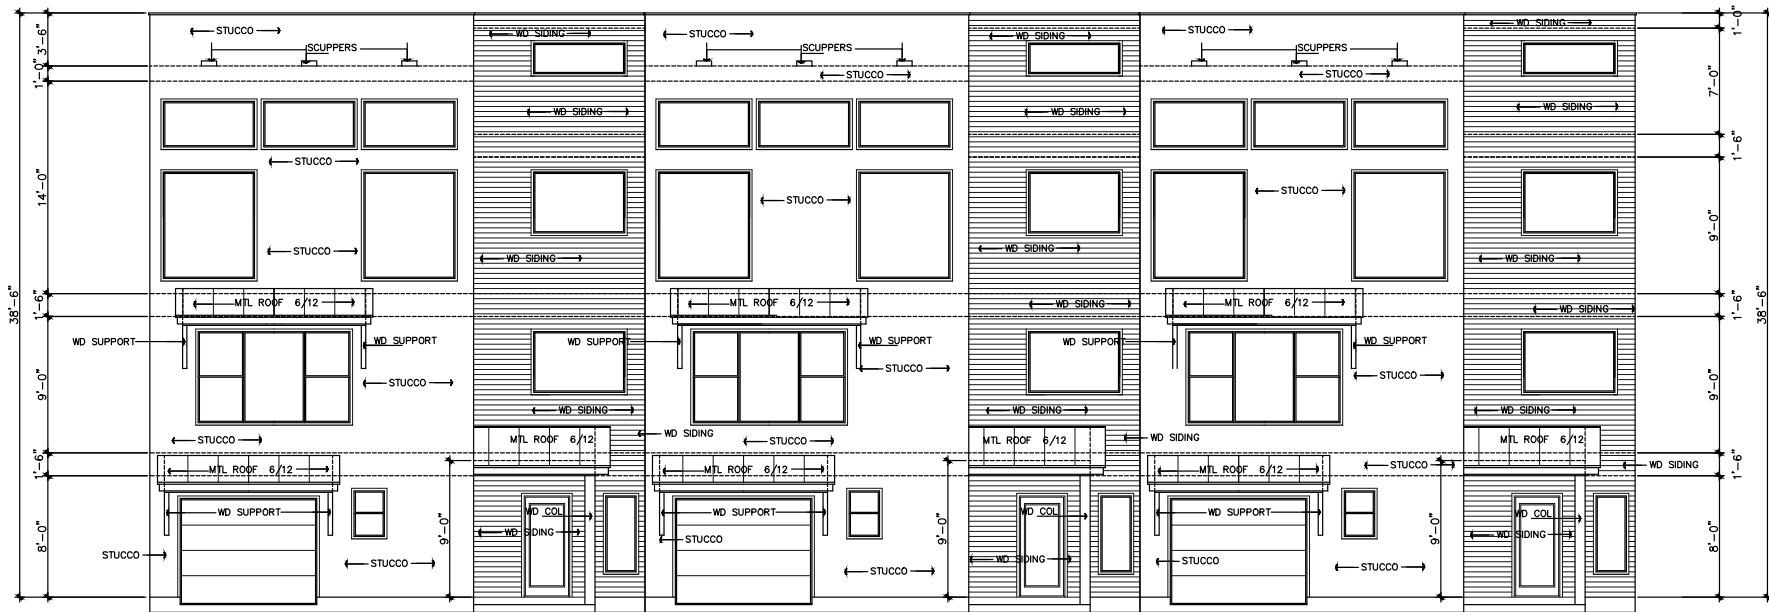 WD SIDING
WD SIDING
STUCCO
STUCCO
STUCCO
WD SIDING
WD SIDING
SCUPPERS
SCUPPERS
SCUPPERS
STUCCO
STUCCO
WD SIDING
WD SIDING
WD SIDING
STUCCO
STUCCO
STUCCO
STUCCO
WD SIDING
WD SIDING
WD SIDING
MTL ROOF 6/12
MTL ROOF 6/12
MTL ROOF 6/12
WD SIDING
WD SIDING
WD SUPPORT
WD SUPPORT
WD SUPPORT
WD SUPPORT
WD SUPPORT
WD SUPPORT
STUCCO
STUCCO
STUCCO
WD SIDING
WD SIDING
WD SIDING
STUCCO
MTL ROOF 6/12
WD SIDING
STUCCO
MTL ROOF 6/12
WD SIDING
MTL ROOF 6/12
MTL ROOF 6/12
MTL ROOF 6/12
MTL ROOF 6/12
STUCCO
WD SIDING
WD SUPPORT
WD COL
WD SUPPORT
WD COL
WD SUPPORT
WD COL
WD SIDING
STUCCO
WD SIDING
STUCCO
WD SIDING
STUCCO
STUCCO
STUCCO
STUCCO
3'-6"
1'-0"
14'-0"
1'-6"
9'-0"
1'-6"
8'-0"
38'-6"
9'-0"
9'-0"
9'-0"
1'-0"
7'-0"
1'-6"
9'-0"
1'-6"
9'-0"
1'-6"
8'-0"
38'-6"